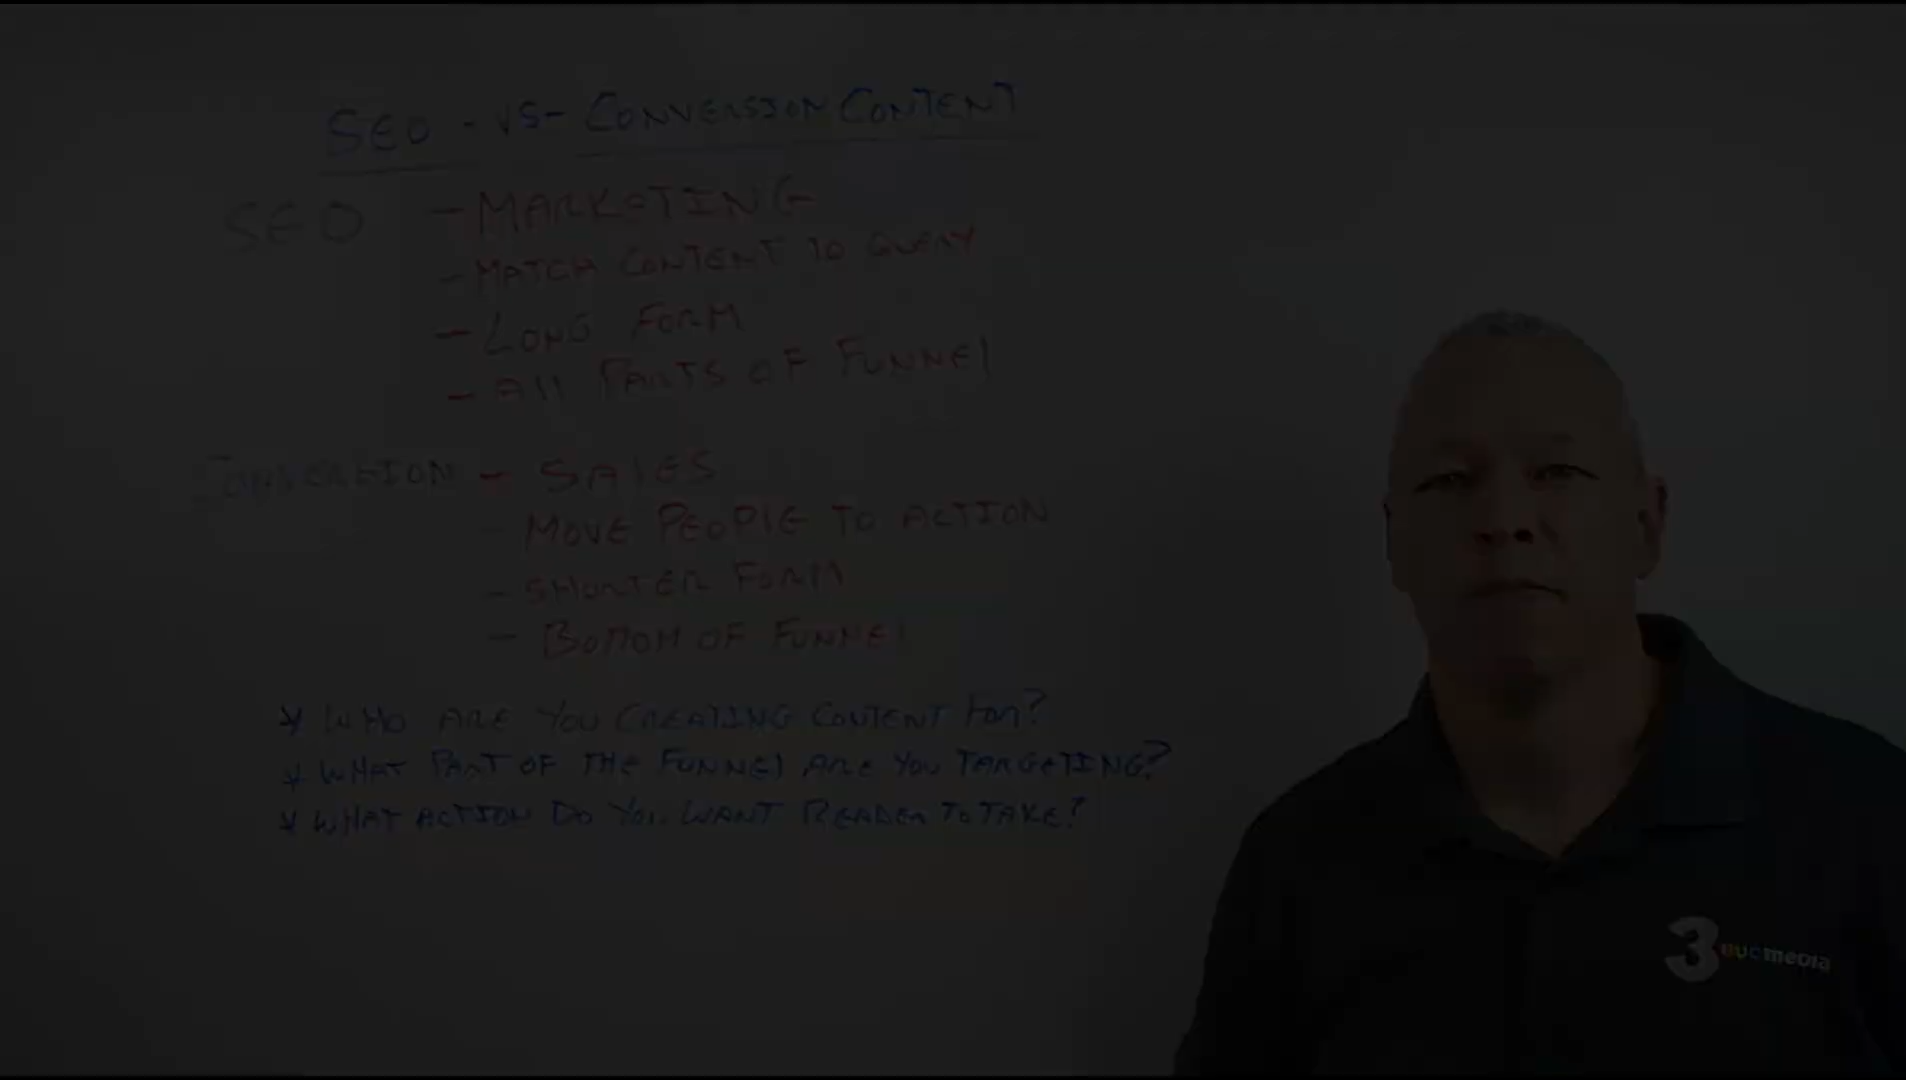 SEO -VS- CONVERSION CONTENT
SEO - MARKETING
- MATCH CONTENT TO QUERY
- LONG FORM
- All PARTS OF FUNNEl
CONVERSION - SAlES
- MOVE PEOPlE TO ACTION
- SHORTER FORM
- BOTTOM OF FUNNEl
* WHO ARE YOU CREATING CONTENT FOR?
* WHAT PART OF THE FUNNEl ARE YOU TARGETING?
* WHAT ACTION DO YOU WANT READER TO TAKE?
3 media